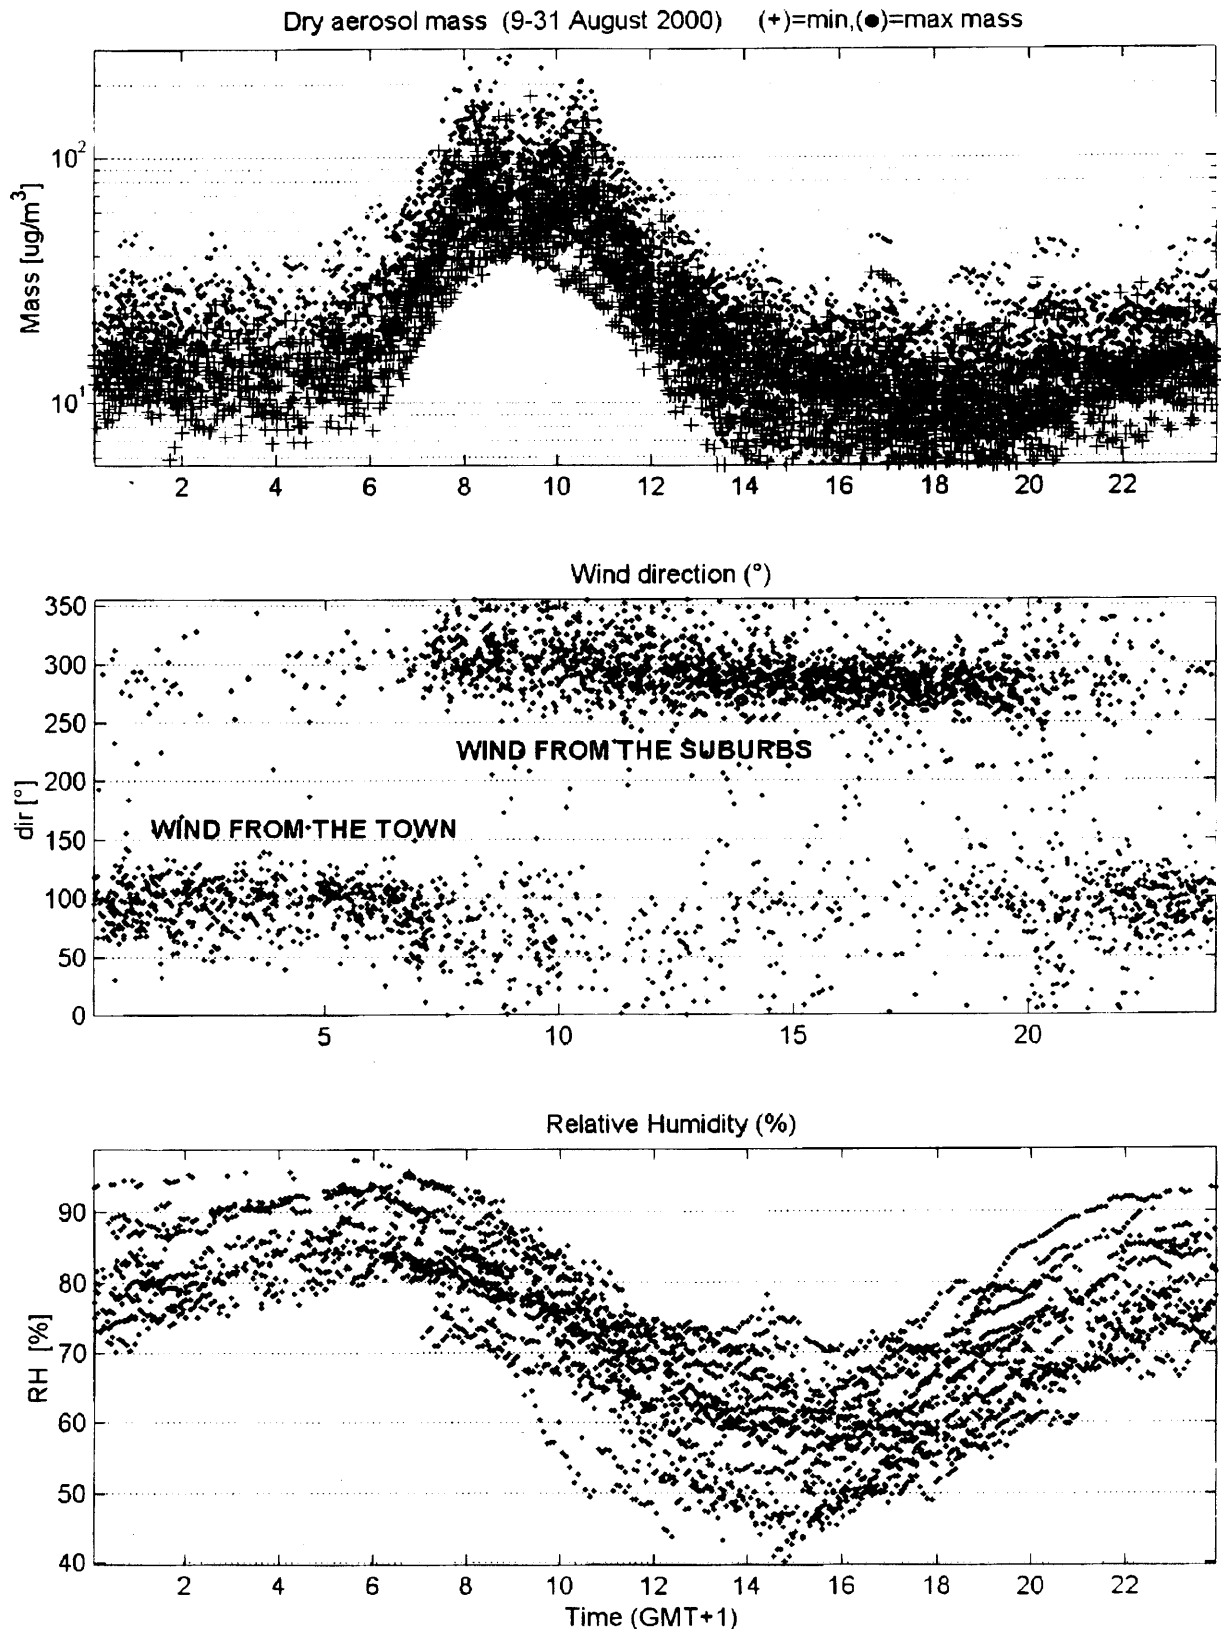 Dry aerosol mass (9-31 August 2000) (+)=min,(●)=max mass
Mass [ug/m³]
10²
10¹
2 4 6 8 10 12 14 16 18 20 22
Wind direction (°)
dir [°]
350
300
250
WIND FROM THE SUBURBS
200
WIND FROM THE TOWN
150
100
50
0
5 10 15 20
Relative Humidity (%)
RH [%]
90
80
70
60
50
40
2 4 6 8 10 12 14 16 18 20 22
Time (GMT+1)